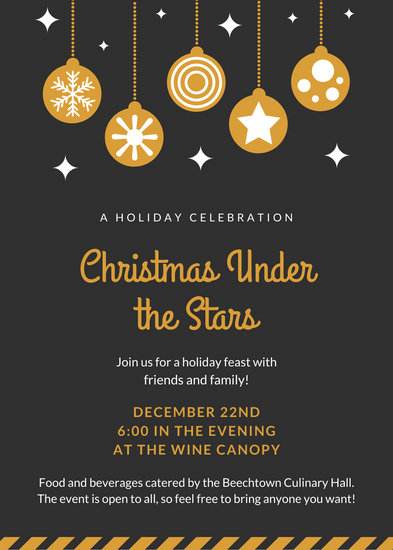 A HOLIDAY CELEBRATION
Christmas Under
the Stars
Join us for a holiday feast with
friends and family!
DECEMBER 22ND
6:00 IN THE EVENING
AT THE WINE CANOPY
Food and beverages catered by the Beechtown Culinary Hall.
The event is open to all, so feel free to bring anyone you want!